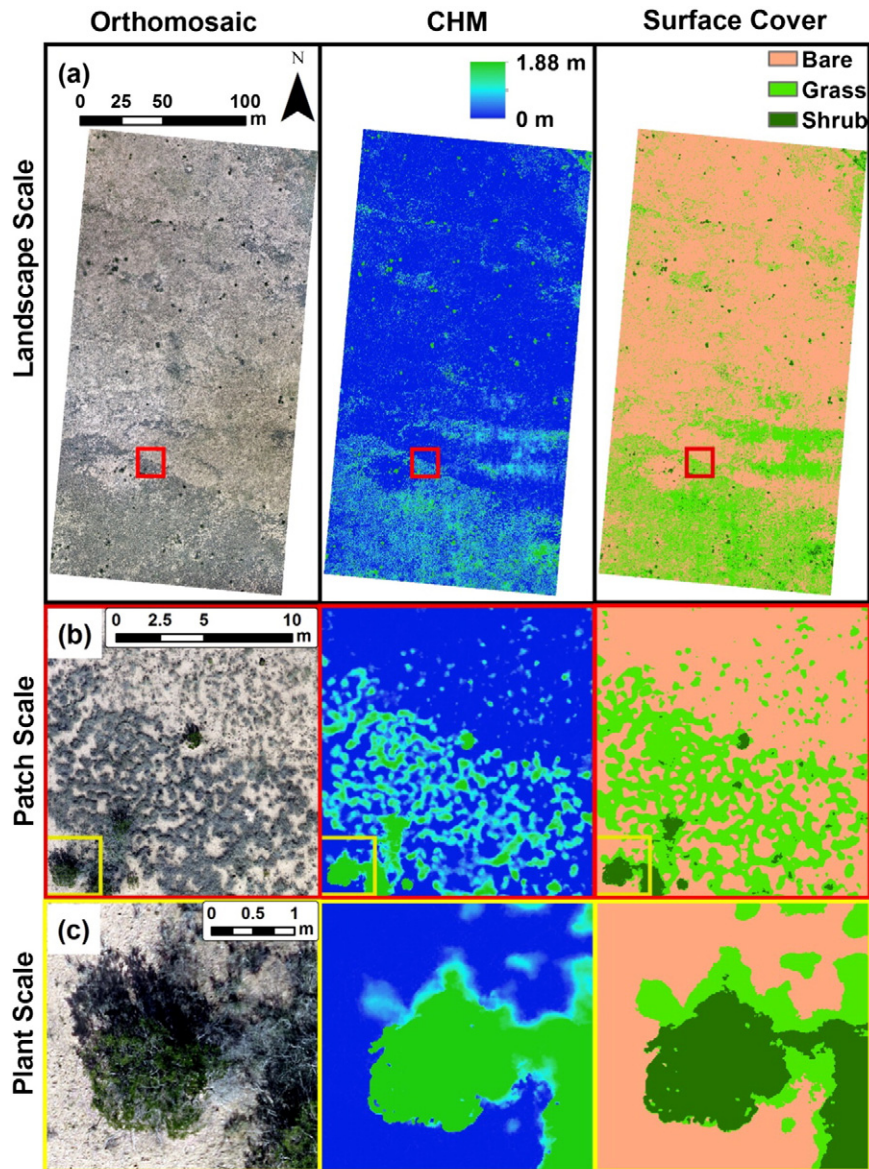 Orthomosaic CHM Surface Cover
Landscape Scale
(a)
N
0 25 50 100
m
1.88 m
0 m
Bare
Grass
Shrub
Patch Scale
(b)
0 2.5 5 10
m
Plant Scale
(c)
0 0.5 1
m